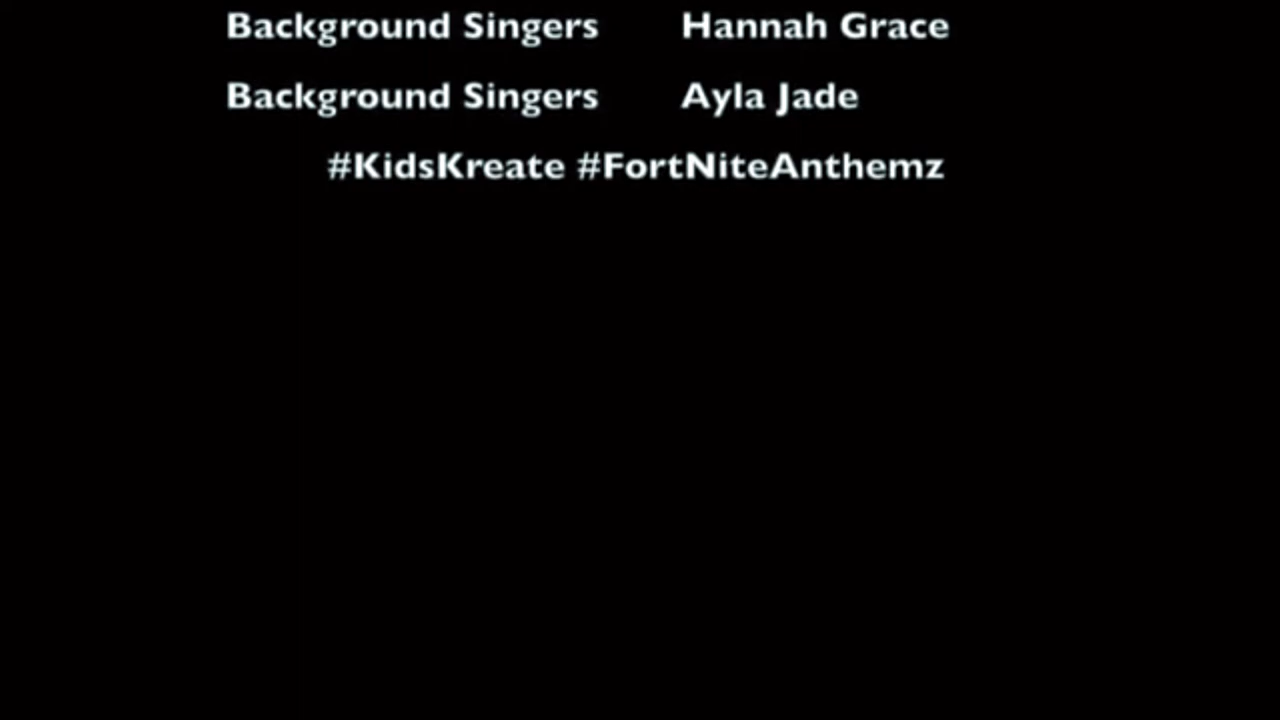 Background Singers Hannah Grace
Background Singers Ayla Jade
#KidsKreate #FortNiteAnthemz